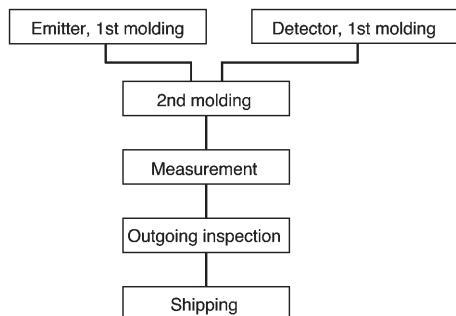 Emitter, 1st molding
Detector, 1st molding
2nd molding
Measurement
Outgoing inspection
Shipping